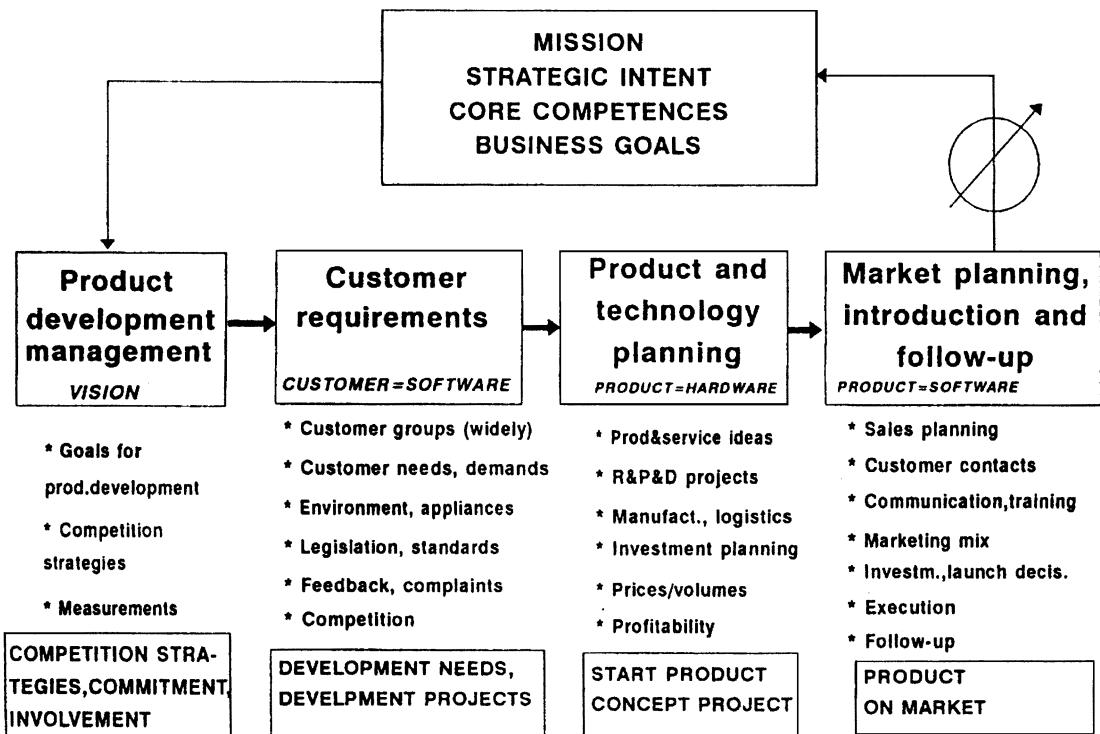 MISSION
STRATEGIC INTENT
CORE COMPETENCES
BUSINESS GOALS
Product
development
management
VISION
* Goals for
prod.development
* Competition
strategies
* Measurements
COMPETITION STRA-
TEGIES,COMMITMENT,
INVOLVEMENT
Customer
requirements
CUSTOMER=SOFTWARE
* Customer groups (widely)
* Customer needs, demands
* Environment, appliances
* Legislation, standards
* Feedback, complaints
* Competition
DEVELOPMENT NEEDS,
DEVELPMENT PROJECTS
Product and
technology
planning
PRODUCT=HARDWARE
* Prod&service ideas
* R&P&D projects
* Manufact., logistics
* Investment planning
* Prices/volumes
* Profitability
START PRODUCT
CONCEPT PROJECT
Market planning,
introduction and
follow-up
PRODUCT=SOFTWARE
* Sales planning
* Customer contacts
* Communication,training
* Marketing mix
* Investm.,launch decis.
* Execution
* Follow-up
PRODUCT
ON MARKET